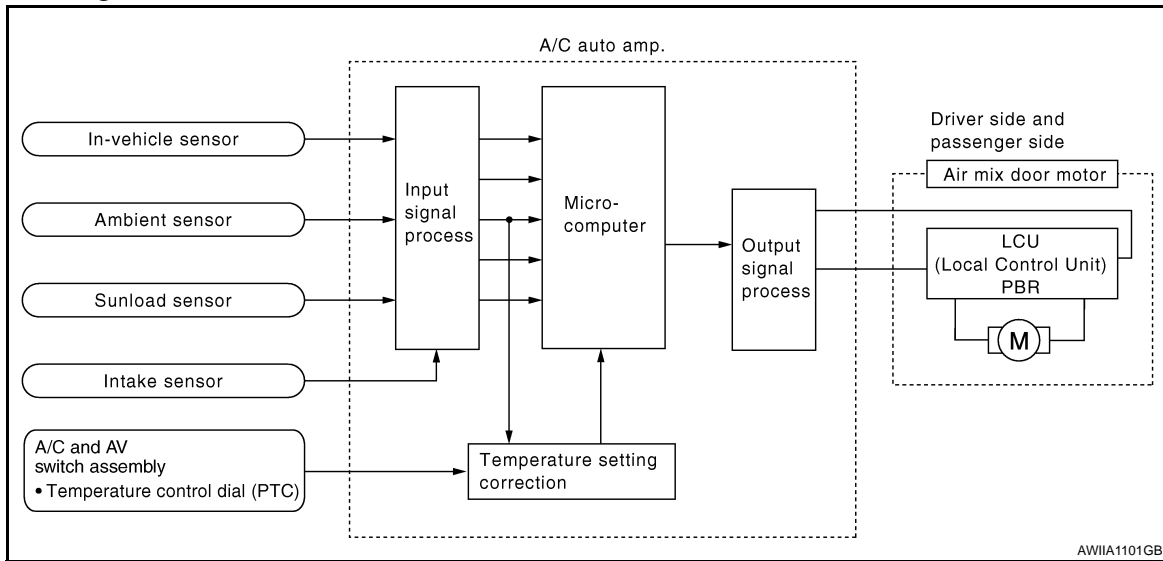 A/C auto amp.
In-vehicle sensor
Ambient sensor
Sunload sensor
Intake sensor
A/C and AV
switch assembly
• Temperature control dial (PTC)
Input
signal
process
Micro-
computer
Temperature setting
correction
Output
signal
process
Driver side and
passenger side
Air mix door motor
LCU
(Local Control Unit)
PBR
M
AWIIA1101GB